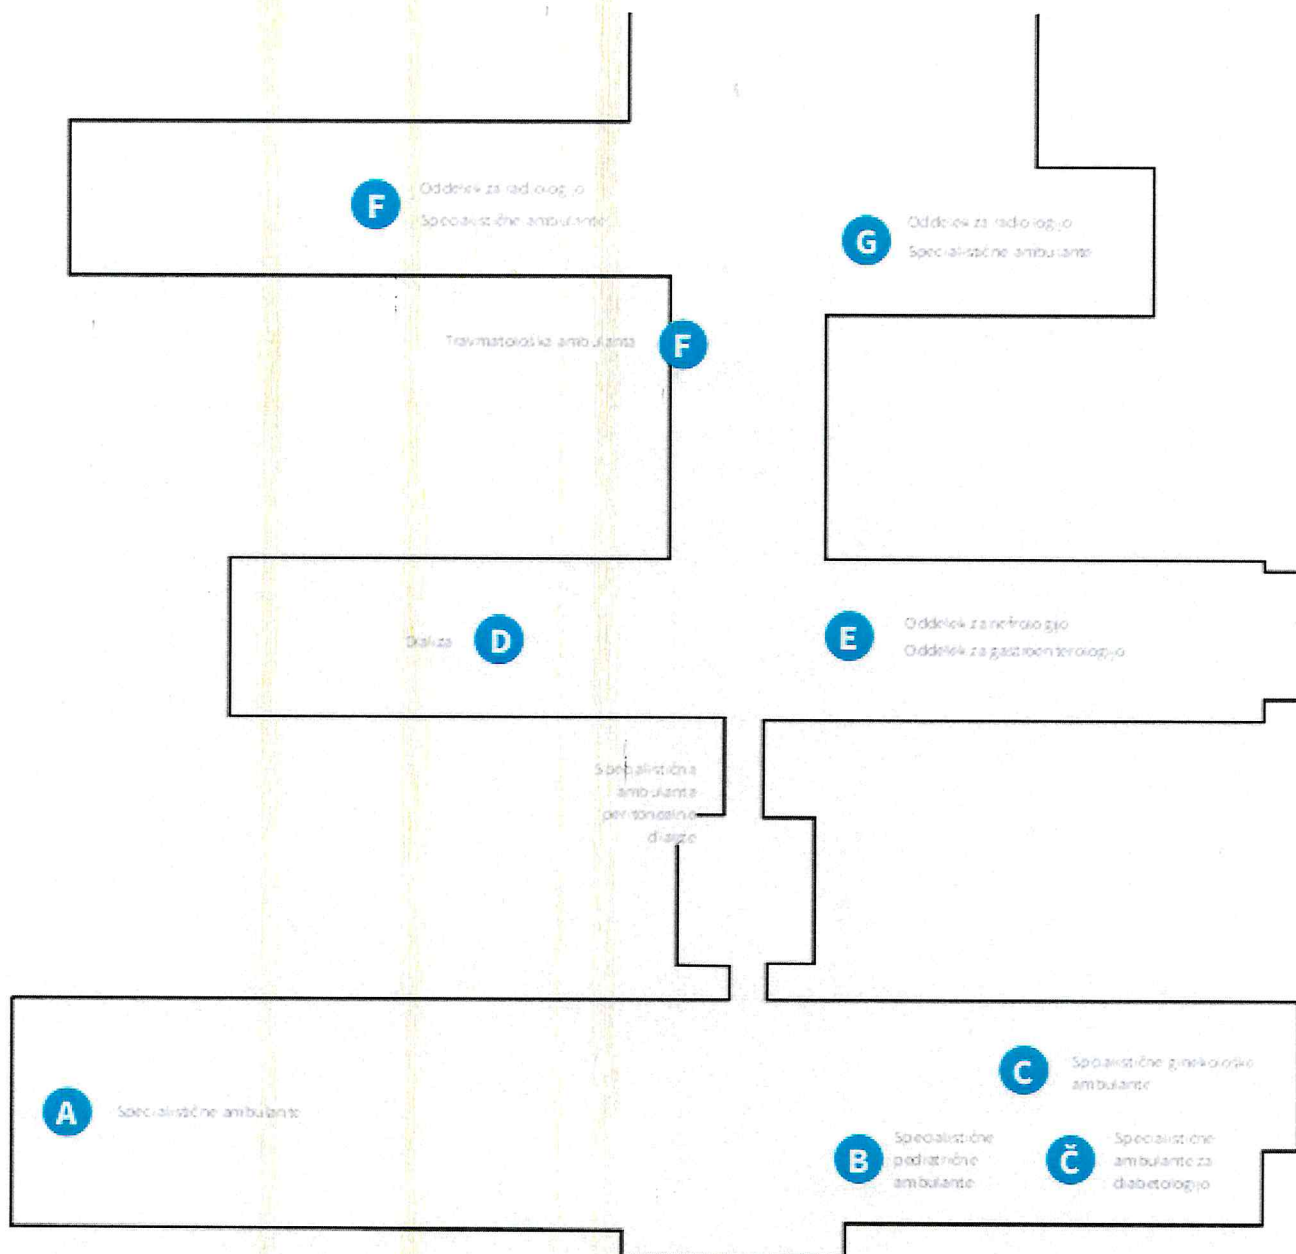 F
Oddelek za radiologijo
Specialistične ambulante
G
Oddelek za radiologijo
Specialistične ambulante
Travmatološka ambulanta
F
Dializa
D
E
Oddelek za nefrologijo
Oddelek za gastroenterologijo
Specialistična
ambulanta
peritonealne
dialize
C
Spcialistične ginekološke
ambulante
A
Specialistične ambulante
B
Specialistične
pediatrične
ambulante
Č
Specialistične
ambulante za
diabetologijo